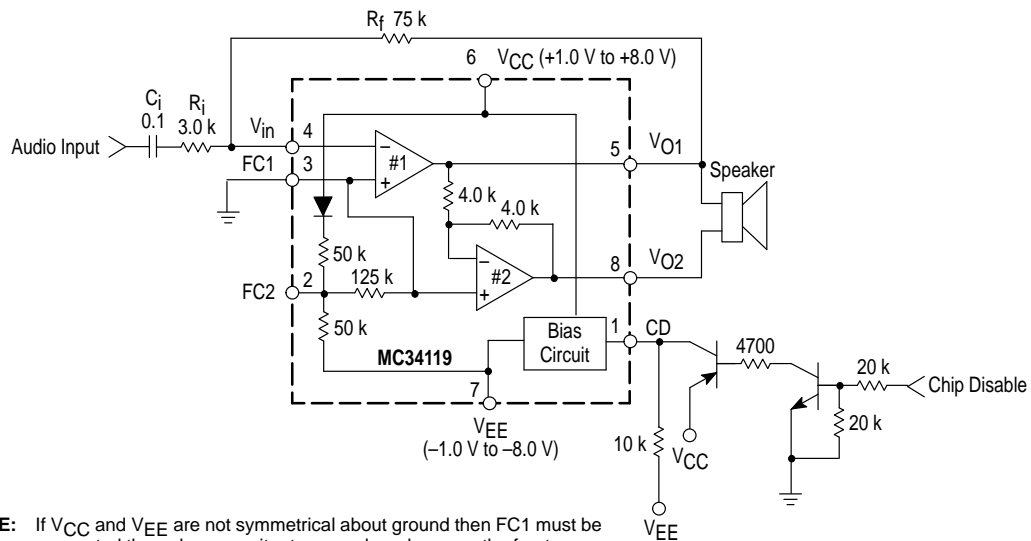 Rf 75 k
6 VCC (+1.0 V to +8.0 V)
Ci
0.1
Ri
3.0 k
Vin
4
Audio Input
#1
5
VO1
FC1
3
Speaker
4.0 k
4.0 k
50 k
2
125 k
#2
8
VO2
FC2
50 k
Bias
Circuit
1
CD
MC34119
4700
20 k
Chip Disable
7
VEE
(–1.0 V to –8.0 V)
10 k
VCC
20 k
VEE
E: If VCC and VEE are not symmetrical about ground then FC1 must be